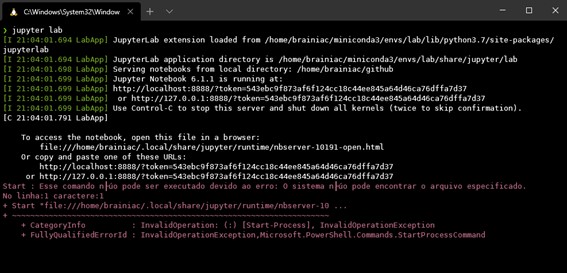 C:\Windows\System32\Window
❯ jupyter lab
[I 21:04:01.694 LabApp] JupyterLab extension loaded from /home/brainiac/miniconda3/envs/lab/lib/python3.7/site-packages/
jupyterlab
[I 21:04:01.694 LabApp] JupyterLab application directory is /home/brainiac/miniconda3/envs/lab/share/jupyter/lab
[I 21:04:01.698 LabApp] Serving notebooks from local directory: /home/brainiac/github
[I 21:04:01.698 LabApp] Jupyter Notebook 6.1.1 is running at:
[I 21:04:01.698 LabApp] http://localhost:8888/?token=543ebc9f873af6f124cc18c44ee845a64d46ca76dffa7d37
[I 21:04:01.699 LabApp]  or http://127.0.0.1:8888/?token=543ebc9f873af6f124cc18c44ee845a64d46ca76dffa7d37
[I 21:04:01.699 LabApp] Use Control-C to stop this server and shut down all kernels (twice to skip confirmation).
[C 21:04:01.791 LabApp]
To access the notebook, open this file in a browser:
file:///home/brainiac/.local/share/jupyter/runtime/nbserver-10191-open.html
Or copy and paste one of these URLs:
http://localhost:8888/?token=543ebc9f873af6f124cc18c44ee845a64d46ca76dffa7d37
or http://127.0.0.1:8888/?token=543ebc9f873af6f124cc18c44ee845a64d46ca76dffa7d37
Start : Esse comando n├úo pode ser executado devido ao erro: O sistema n├úo pode encontrar o arquivo especificado.
No linha:1 caractere:1
+ Start "file:///home/brainiac/.local/share/jupyter/runtime/nbserver-10 ...
+ ~~~~~~~~~~~~~~~~~~~~~~~~~~~~~~~~~~~~~~~~~~~~~~~~~~~~~~~~~~~~~~~~~~~~~
+ CategoryInfo          : InvalidOperation: (:) [Start-Process], InvalidOperationException
+ FullyQualifiedErrorId : InvalidOperationException,Microsoft.PowerShell.Commands.StartProcessCommand